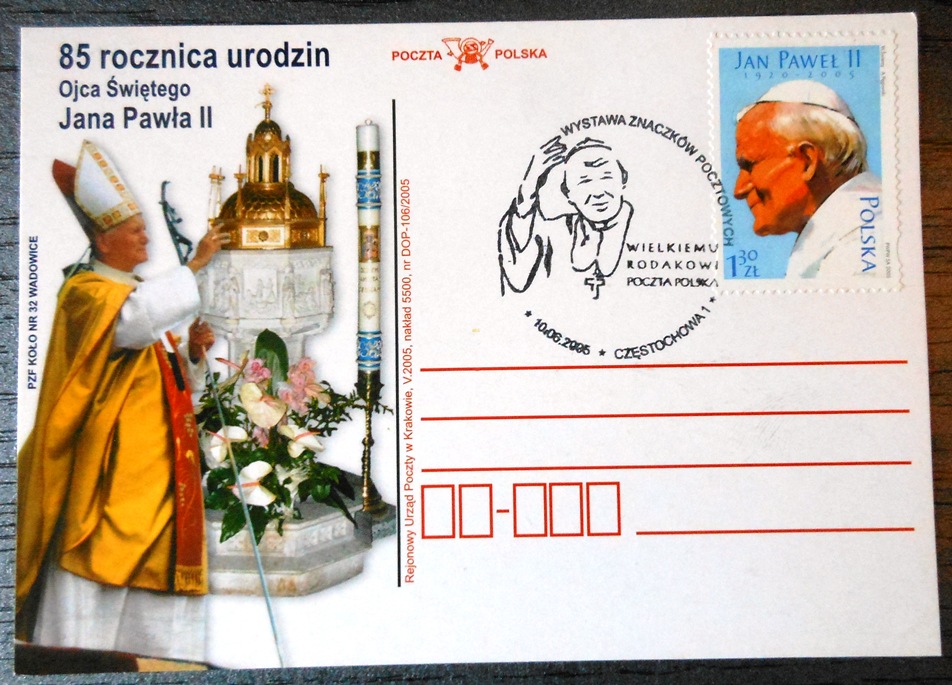 85 rocznica urodzin
Ojca Świętego
Jana Pawła II
PZF KOŁO NR 32 WADOWICE
Rejonowy Urząd Poczty w Krakowie, V.2005, nakład 5500, nr DOP-106/2005
POCZTA POLSKA
WYSTAWA ZNACZKÓW POCZTOWYCH
WIELKIEMU
RODAKOWI
POCZTA POLSKA
* 10.06.2005 * CZĘSTOCHOWA 1 *
JAN PAWEŁ II
1920-2005
POLSKA
130 ZŁ